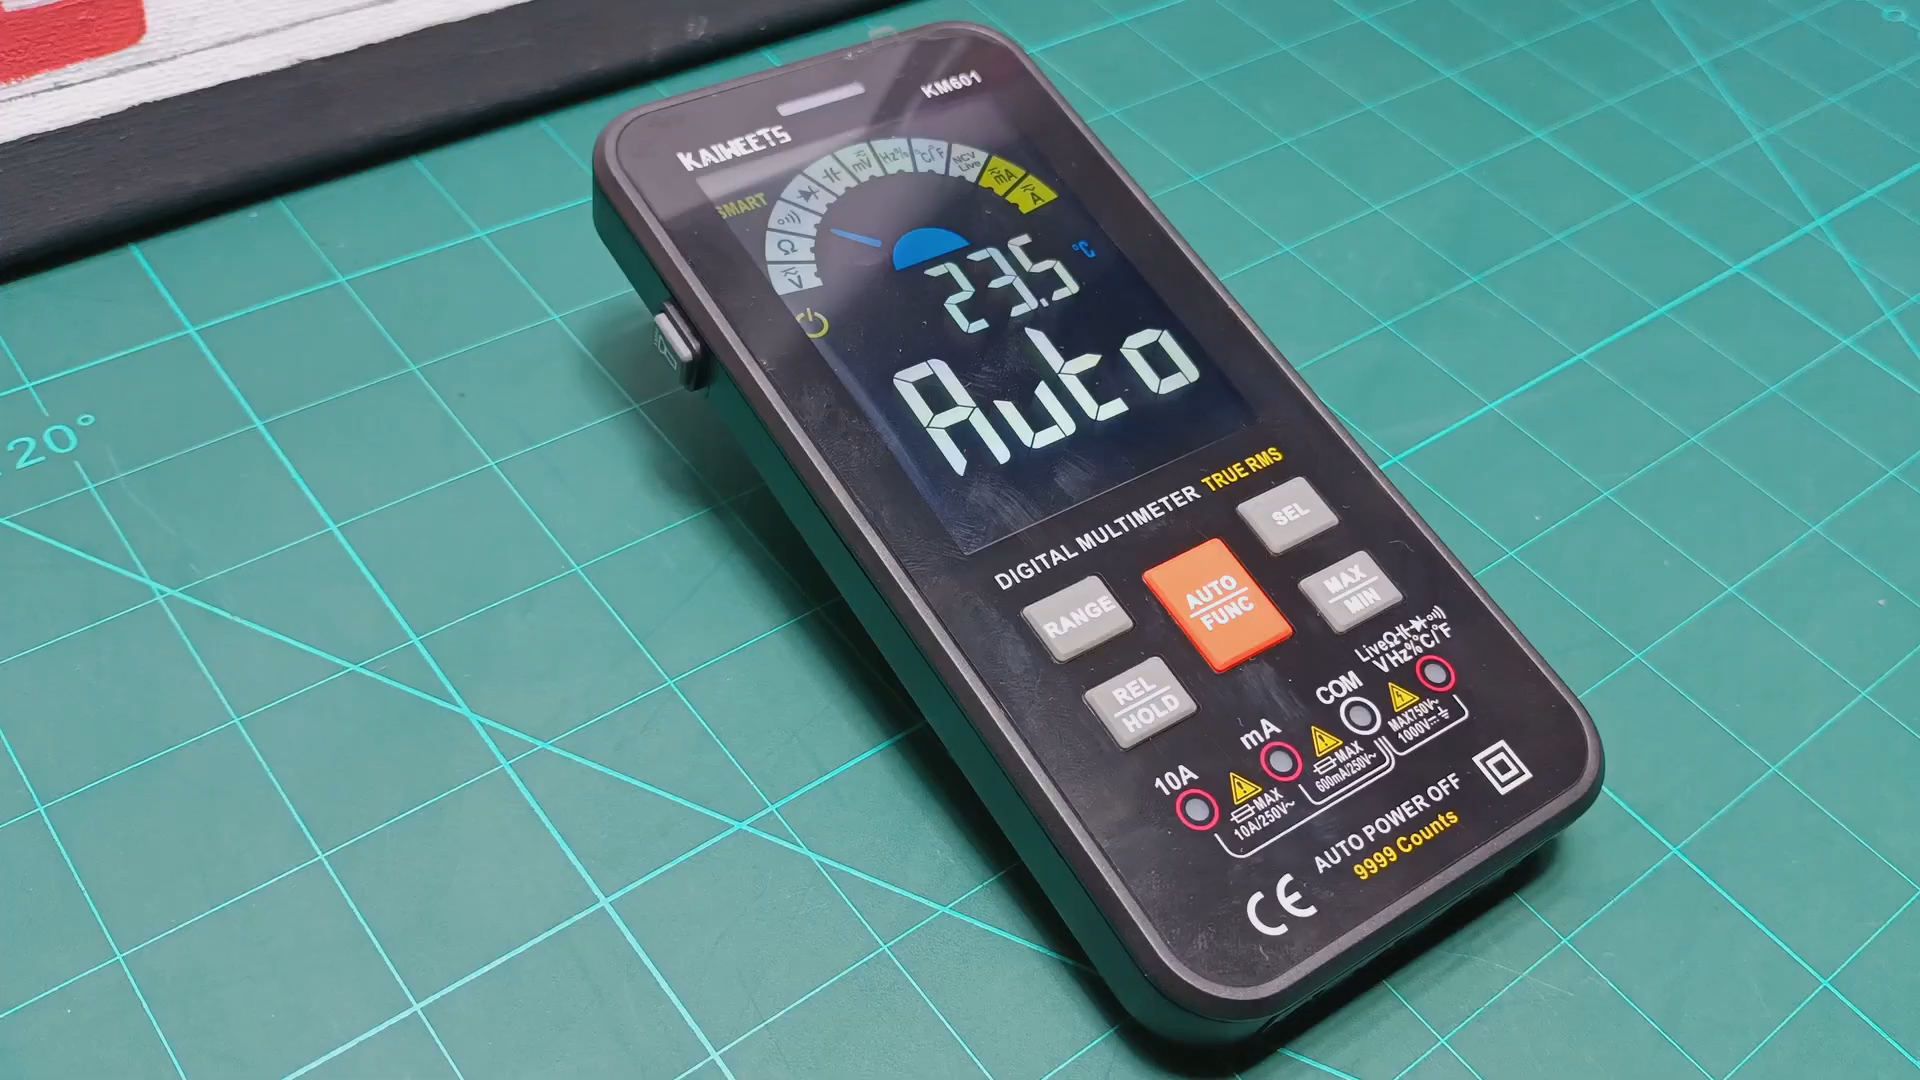 KAIWEETS
KM601
SMART
Ṽ
Ω
mV
Hz%
°C/°F
NCV
Live
mA
A
23.5 °C
Auto
DIGITAL MULTIMETER TRUE RMS
SEL
RANGE
AUTO
FUNC
MAX
MIN
REL
HOLD
LiveΩ
VHz%°C/°F
COM
mA
10A
MAX750V~
1000V⎓
MAX
600mA/250V~
MAX
10A/250V~
AUTO POWER OFF
9999 Counts
CE
20°